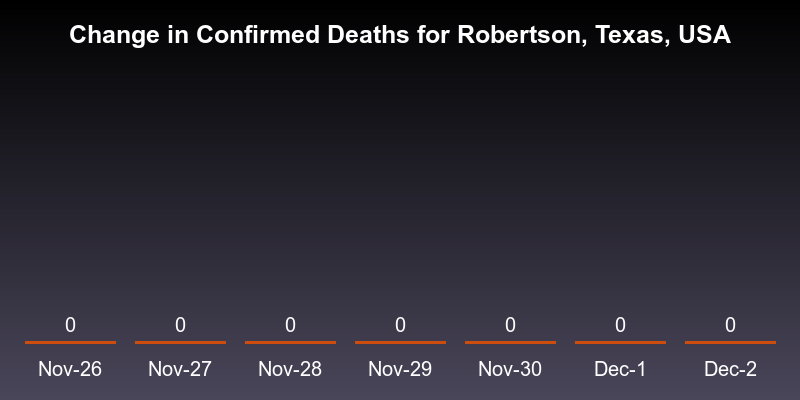 Change in Confirmed Deaths for Robertson, Texas, USA
0 0 0 0 0 0 0
Nov-26 Nov-27 Nov-28 Nov-29 Nov-30 Dec-1 Dec-2